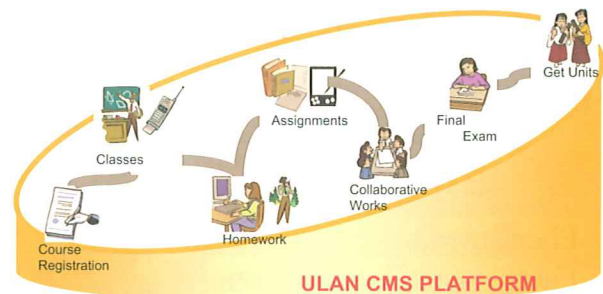 Get Units
Assignments
Final
Exam
Classes
Collaborative
Works
Homework
Course
Registration
ULAN CMS PLATFORM